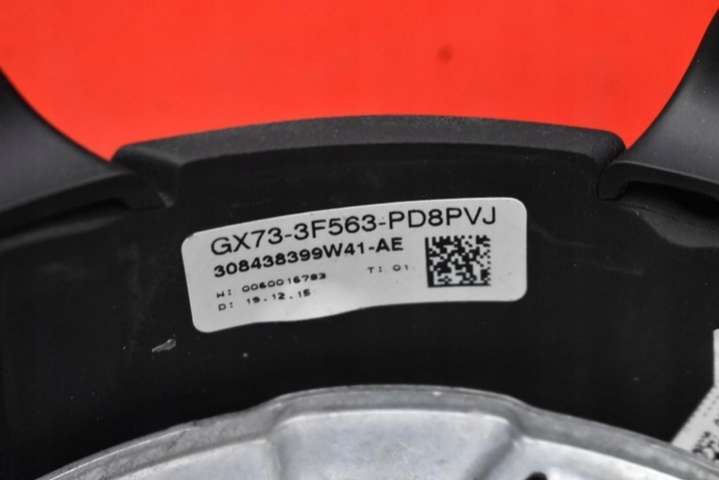 GX73-3F563-PD8PVJ
308438399W41-AE
W: 0060016783 T: 01
D: 19.12.15